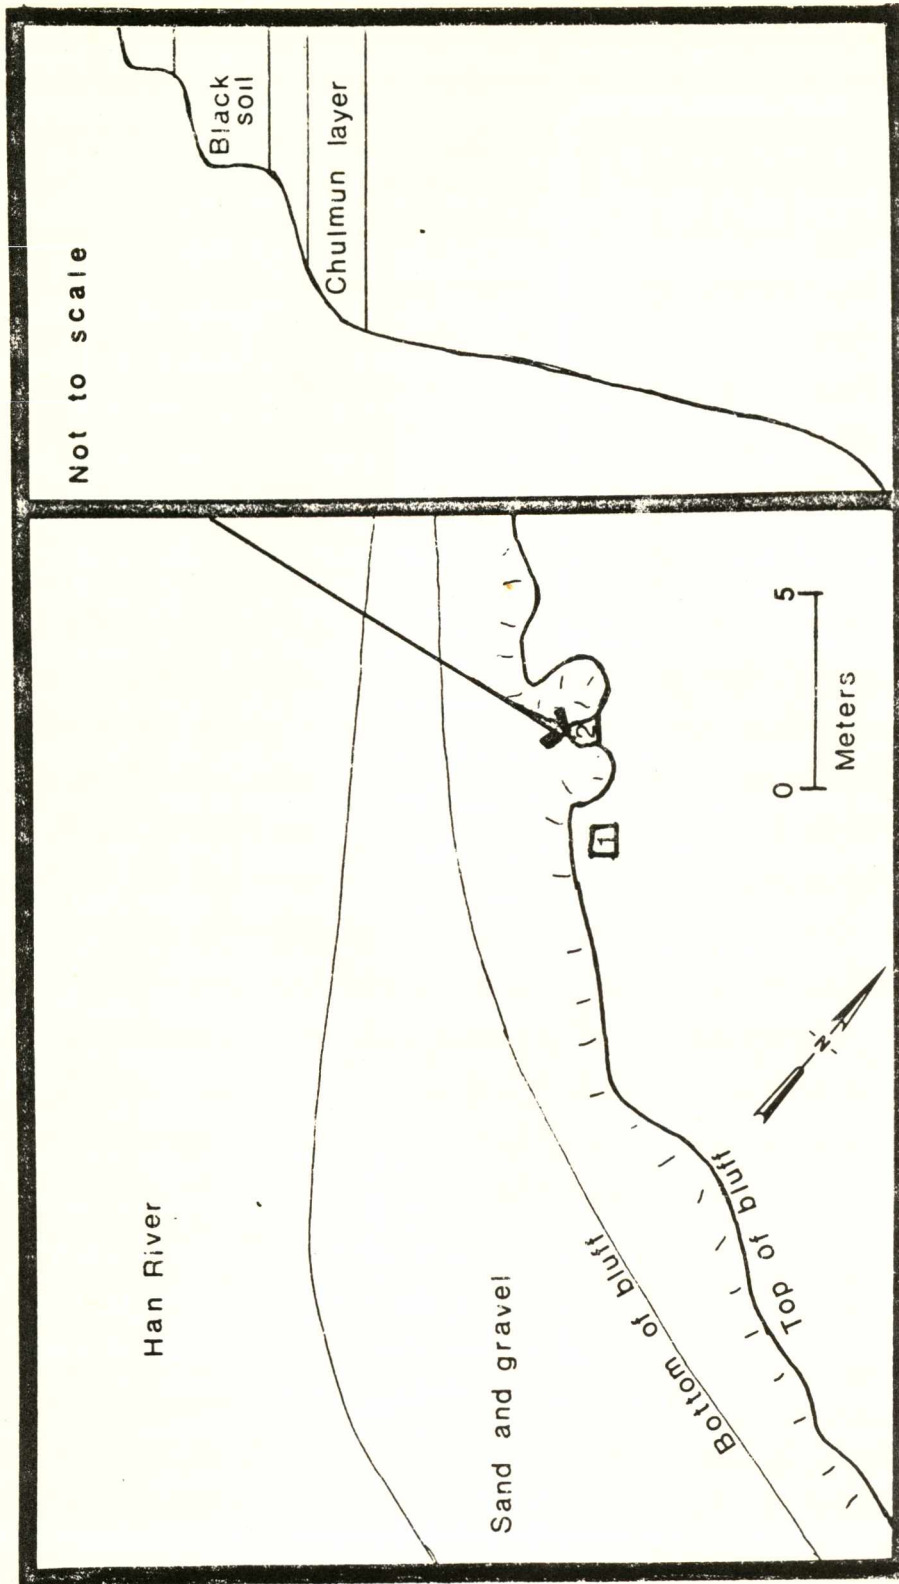 Not to scale
Black
soil
Chulmun layer
Han River
Sand and gravel
Bottom of bluff
Top of bluff
1
2
N
0 5
Meters